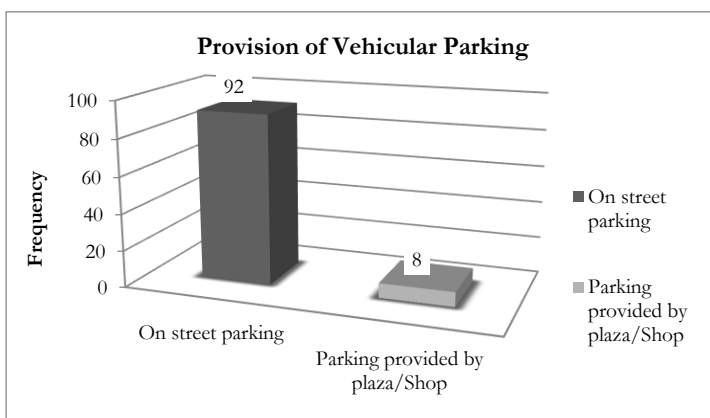 Provision of Vehicular Parking
92
100
80
60
40
20
0
Frequency
8
On street parking
Parking provided by
plaza/Shop
On street
parking
Parking
provided by
plaza/Shop